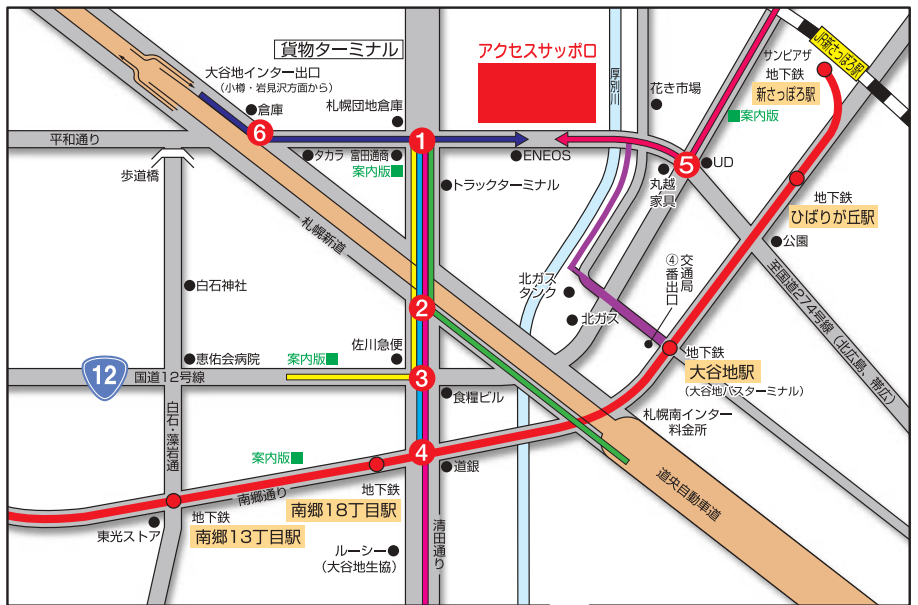 貨物ターミナル
アクセスサッポロ
JR新さっぽろ駅
サンピアザ
地下鉄
新さっぽろ駅
大谷地インター出口
(小樽・岩見沢方面から)
倉庫
札幌団地倉庫
厚別川
花き市場
案内版
平和通り
6
1
5
タカラ
富田通商
ENEOS
UD
案内版
歩道橋
トラックターミナル
丸越
家具
地下鉄
ひばりが丘駅
公園
札幌新道
交通局
④番出口
至国道274号線(北広島、帯広)
白石神社
北ガス
タンク
北ガス
2
佐川急便
恵佑会病院
案内版
地下鉄
大谷地駅
(大谷地バスターミナル)
12
国道12号線
3
食糧ビル
札幌南インター
料金所
白石・藻岩通
案内版
4
道銀
道央自動車道
南郷通り
地下鉄
南郷18丁目駅
地下鉄
南郷13丁目駅
東光ストア
清田通り
ルーシー
(大谷地生協)